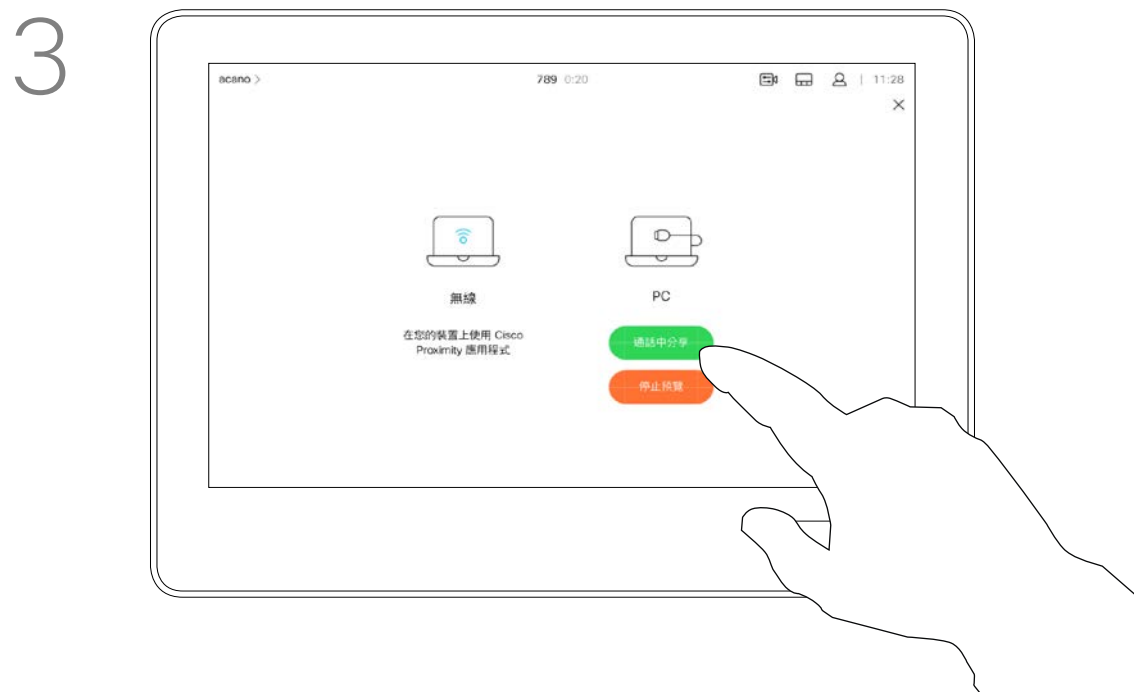 3
acano >
789 0:20
11:28
無線
在您的裝置上使用 Cisco
Proximity 應用程式
PC
通話中分享
停止預覽